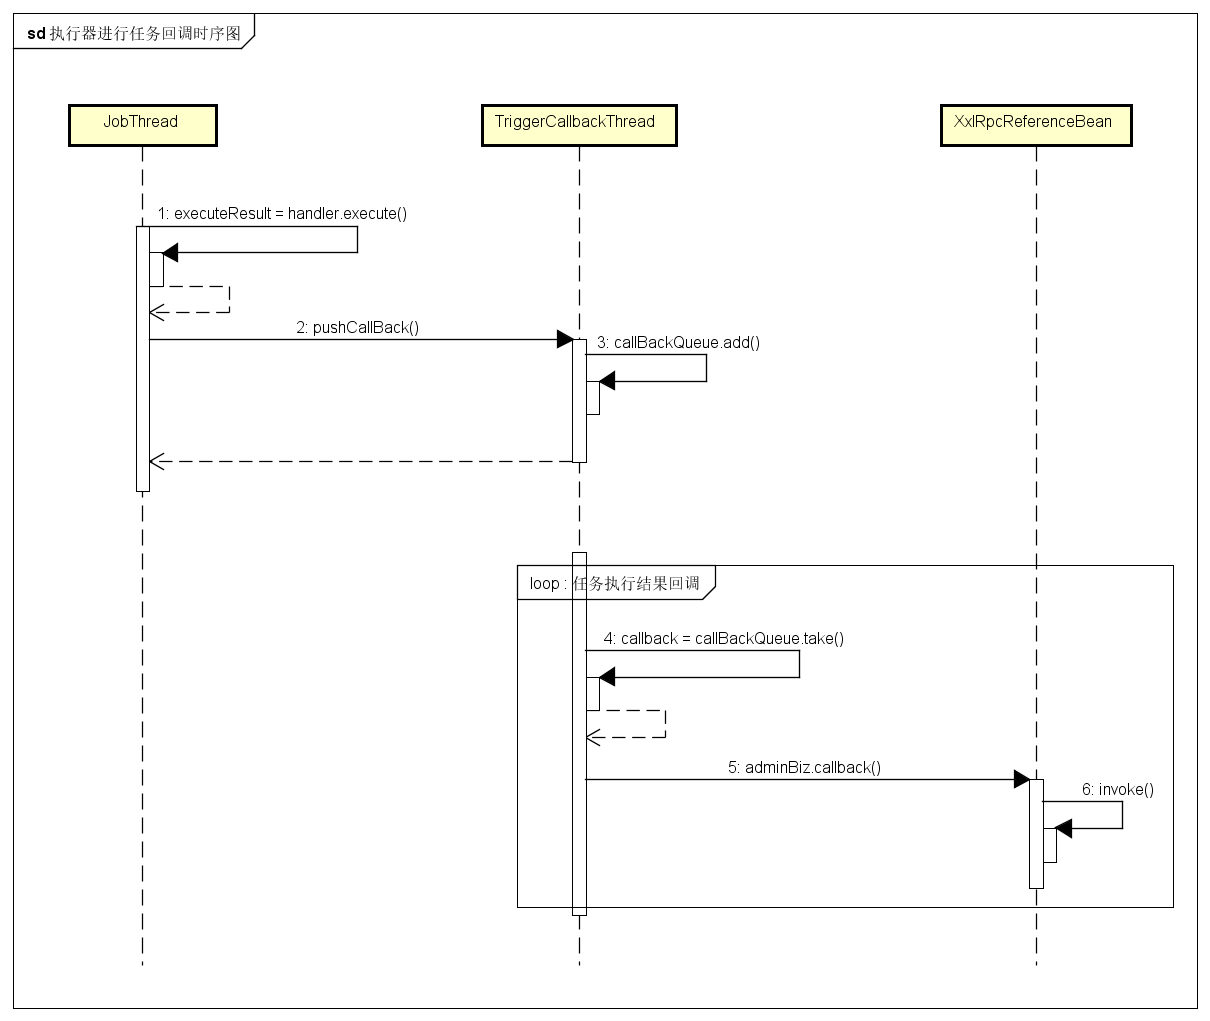 sd 执行器进行任务回调时序图
JobThread
TriggerCallbackThread
XxlRpcReferenceBean
1: executeResult = handler.execute()
2: pushCallBack()
3: callBackQueue.add()
loop : 任务执行结果回调
4: callback = callBackQueue.take()
5: adminBiz.callback()
6: invoke()